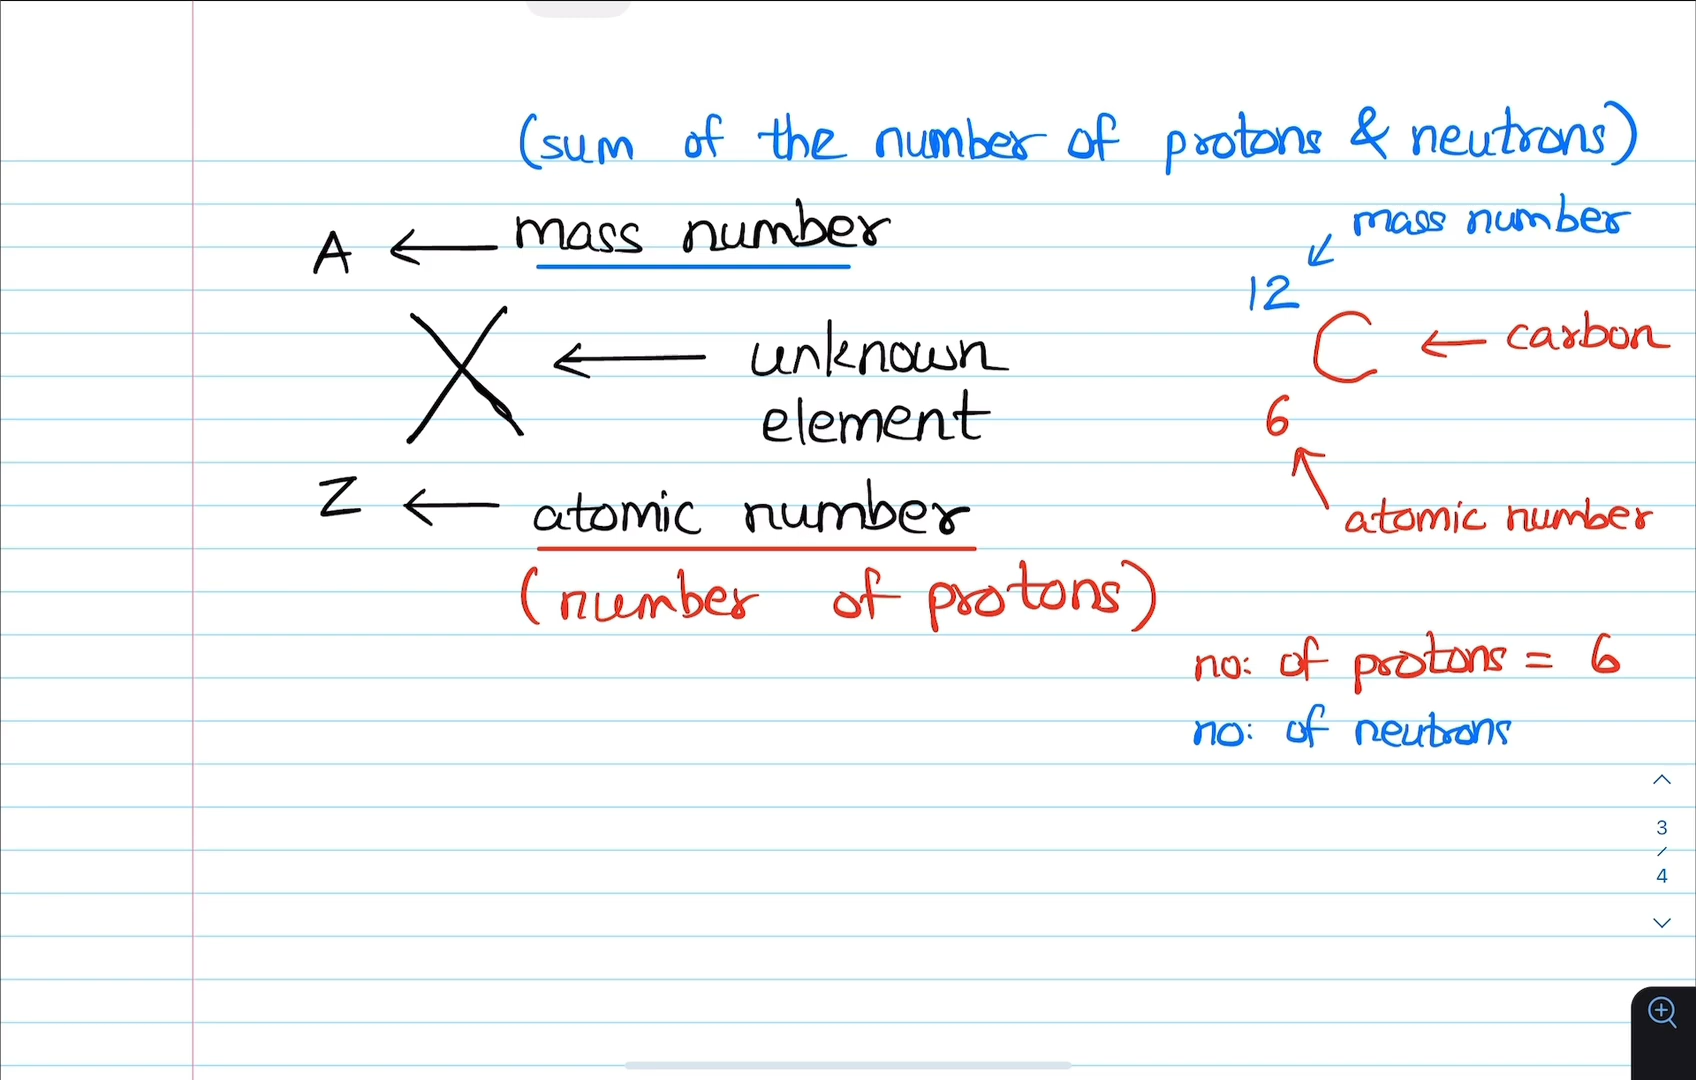 (sum of the number of protons & neutrons)
A ← mass number
mass number
12
X ← unknown
element
C ← carbon
6
Z ← atomic number
atomic number
(number of protons)
no: of protons = 6
no: of neutrons
3
/
4